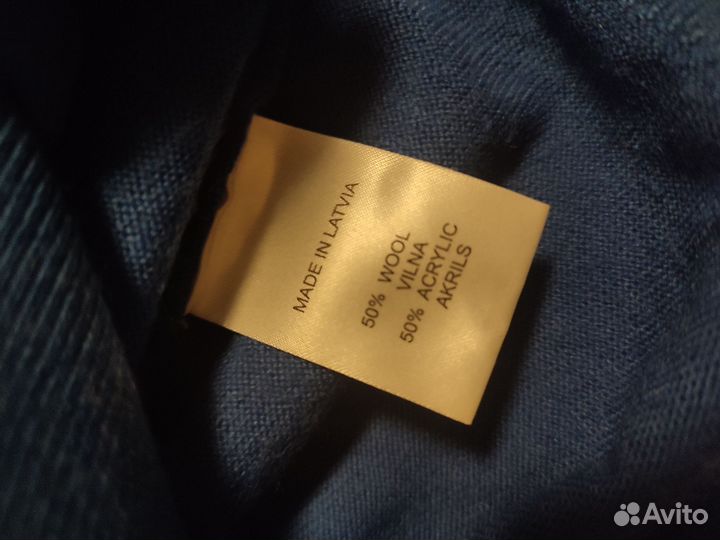 MADE IN LATVIA
50% WOOL
VILNA
50% ACRYLIC
AKRILS
Avito